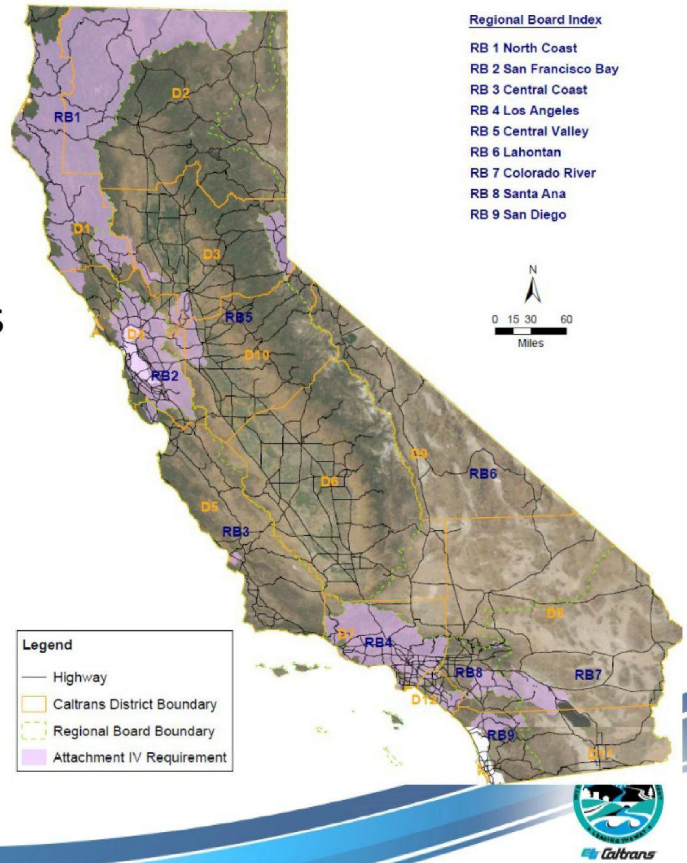 Regional Board Index
RB 1 North Coast
RB 2 San Francisco Bay
RB 3 Central Coast
RB 4 Los Angeles
RB 5 Central Valley
RB 6 Lahontan
RB 7 Colorado River
RB 8 Santa Ana
RB 9 San Diego
N
0 15 30 60
Miles
D2
RB1
D1
D3
RB5
D4
D10
RB2
D9
RB6
D6
D5
RB3
D8
D7
RB4
RB8
RB7
D12
RB9
D11
s
Legend
Highway
Caltrans District Boundary
Regional Board Boundary
Attachment IV Requirement
Caltrans